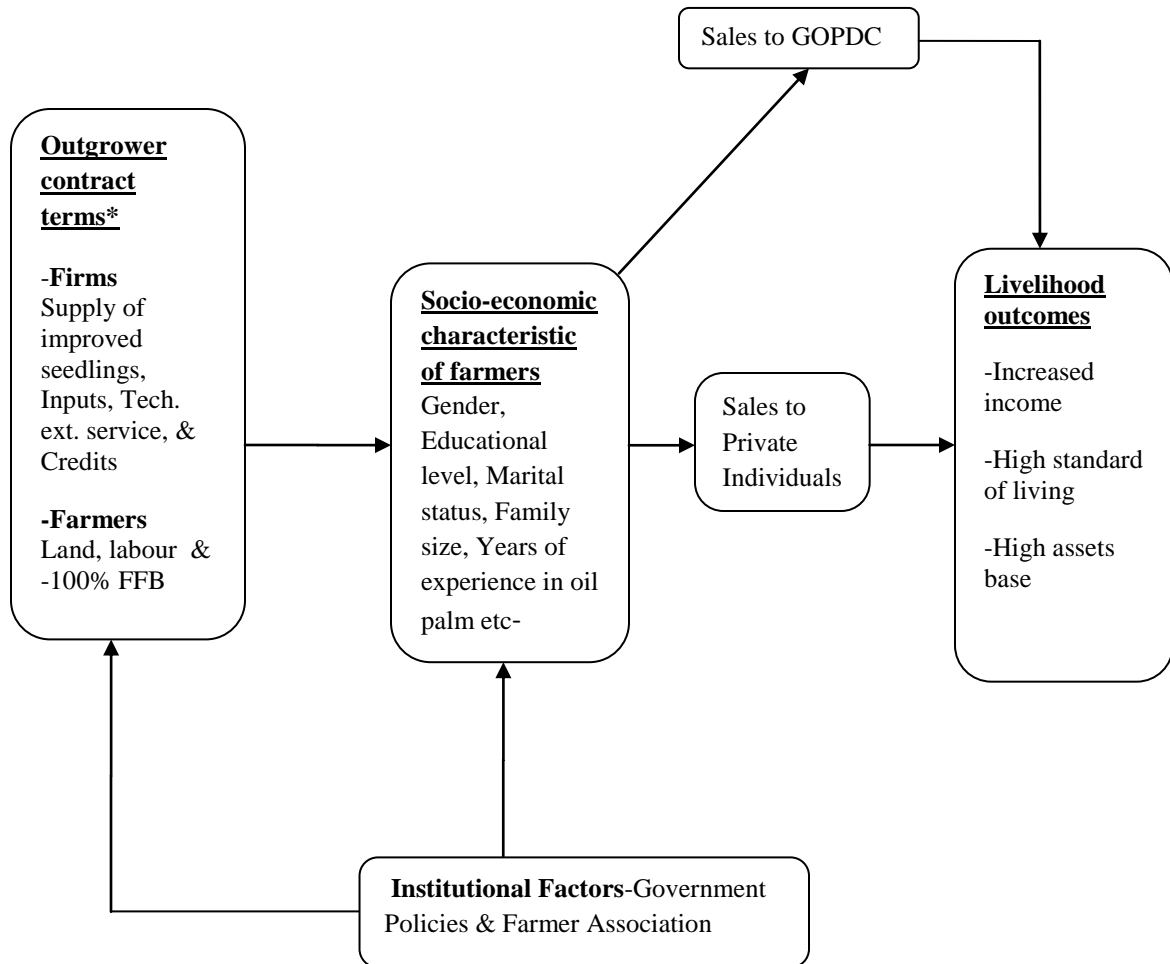 Sales to GOPDC
Outgrower
contract
terms*
-Firms
Supply of
improved
seedlings,
Inputs, Tech.
ext. service, &
Credits
-Farmers
Land, labour &
-100% FFB
Socio-economic
characteristic
of farmers
Gender,
Educational
level, Marital
status, Family
size, Years of
experience in oil
palm etc-
Sales to
Private
Individuals
Livelihood
outcomes
-Increased
income
-High standard
of living
-High assets
base
Institutional Factors-Government
Policies & Farmer Association